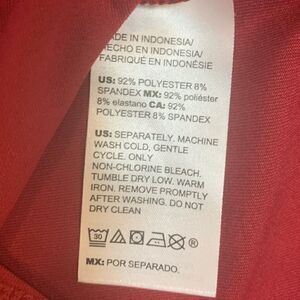 DE IN INDONESIA/
HECHO EN INDONESIA/
FABRIQUÉ EN INDONÉSIE
US: 92% POLYESTER 8%
SPANDEX MX: 92% poliéster
8% elastano CA: 92%
POLYESTER 8% SPANDEX
US: SEPARATELY. MACHINE
WASH COLD, GENTLE
CYCLE. ONLY
NON-CHLORINE BLEACH.
TUMBLE DRY LOW. WARM
IRON. REMOVE PROMPTLY
AFTER WASHING. DO NOT
DRY CLEAN
30 ®
MX: POR SEPARADO.